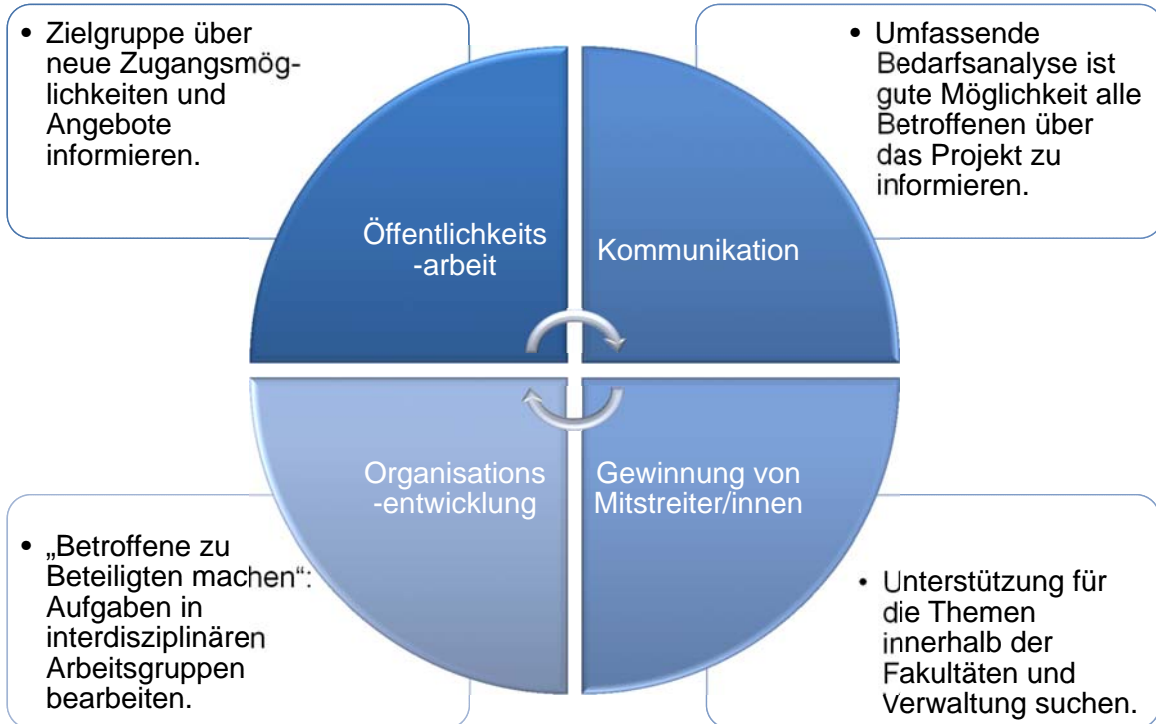 • Zielgruppe über
neue Zugangsmög-
lichkeiten und
Angebote
informieren.
• Umfassende
Bedarfsanalyse ist
gute Möglichkeit alle
Betroffenen über
das Projekt zu
informieren.
Öffentlichkeits
-arbeit
Kommunikation
Organisations
-entwicklung
Gewinnung von
Mitstreiter/innen
• „Betroffene zu
Beteiligten machen“:
Aufgaben in
interdisziplinären
Arbeitsgruppen
bearbeiten.
• Unterstützung für
die Themen
innerhalb der
Fakultäten und
Verwaltung suchen.